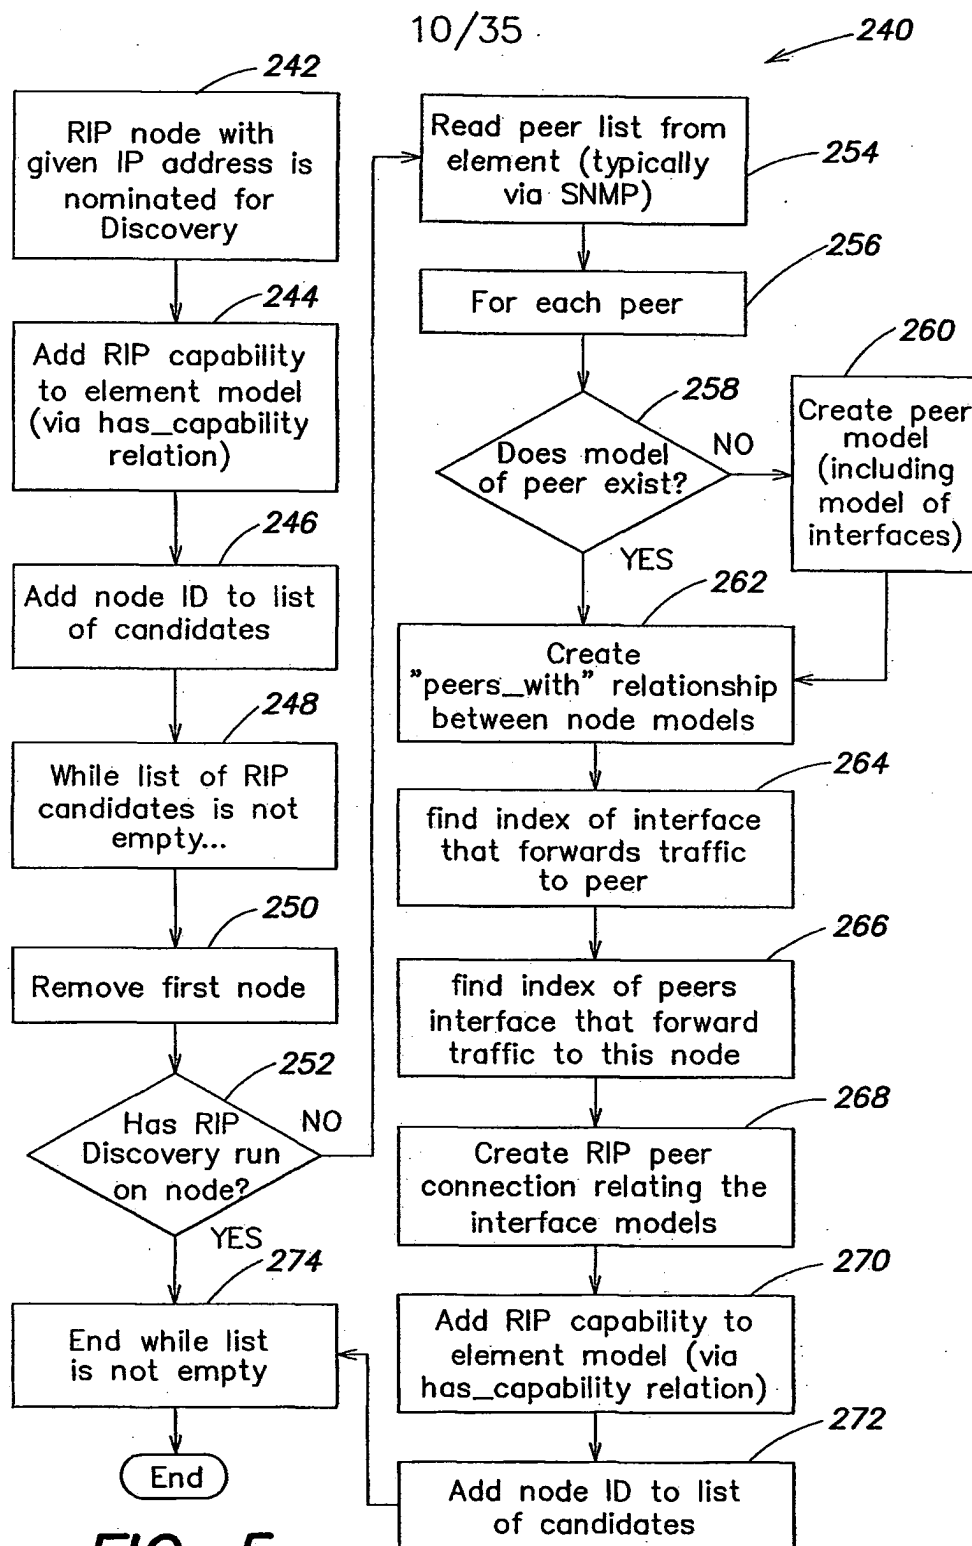 10/35
240
242
RIP node with
given IP address is
nominated for
Discovery
244
Add RIP capability
to element model
(via has_capability
relation)
246
Add node ID to list
of candidates
248
While list of RIP
candidates is not
empty...
250
Remove first node
252
Has RIP
Discovery run
on node?
NO
YES
274
End while list
is not empty
End
Read peer list from
element (typically
via SNMP)
254
256
For each peer
258
Does model
of peer exist?
NO
YES
260
Create peer
model
(including
model of
interfaces)
262
Create
"peers_with" relationship
between node models
264
find index of interface
that forwards traffic
to peer
266
find index of peers
interface that forward
traffic to this node
268
Create RIP peer
connection relating the
interface models
270
Add RIP capability to
element model (via
has_capability relation)
272
Add node ID to list
of candidates
FIG. 5